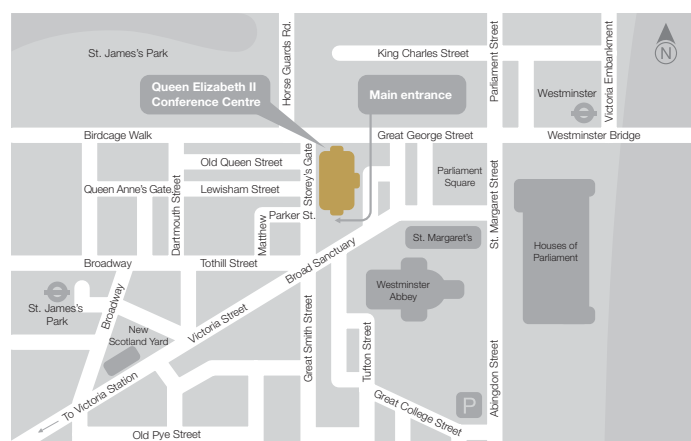 St. James's Park
Horse Guards Rd.
King Charles Street
Parliament Street
Victoria Embankment
N
Queen Elizabeth II
Conference Centre
Main entrance
Westminster
Birdcage Walk
Great George Street
Westminster Bridge
Old Queen Street
Storey's Gate
Parliament
Square
St. Margaret Street
Queen Anne's Gate
Lewisham Street
Dartmouth Street
Parker St.
Matthew
St. Margaret's
Houses of
Parliament
Broadway
Tothill Street
Broad Sanctuary
Westminster
Abbey
St. James's
Park
Broadway
New
Scotland Yard
Victoria Street
Great Smith Street
Tufton Street
Abingdon Street
To Victoria Station
Great College Street
P
Old Pye Street